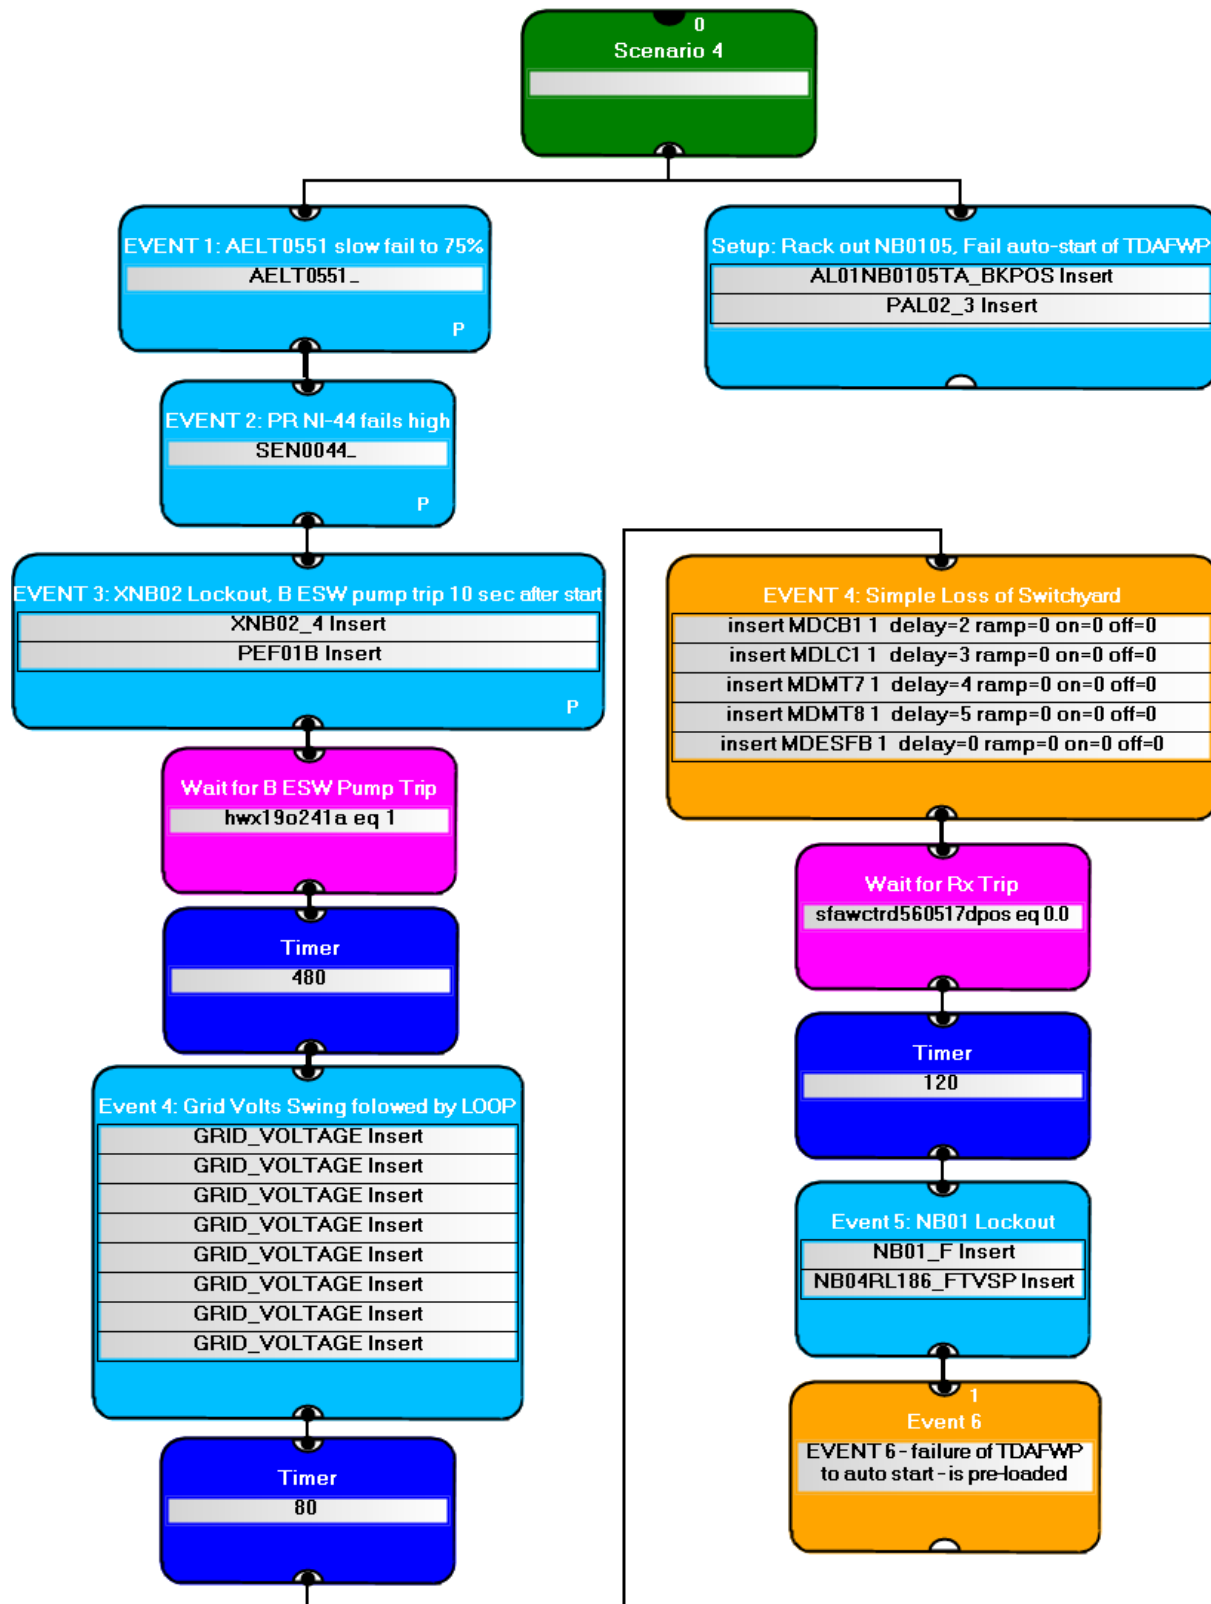 0
Scenario 4
EVENT 1: AELT0551 slow fail to 75%
AELT0551_
P
Setup: Rack out NB0105, Fail auto-start of TDAFWP
AL01NB0105TA_BKPOS Insert
PAL02_3 Insert
EVENT 2: PR NI-44 fails high
SEN0044_
P
EVENT 3: XNB02 Lockout, B ESW pump trip 10 sec after start
XNB02_4 Insert
PEF01B Insert
P
Wait for B ESW Pump Trip
hwx19o241a eq 1
Timer
480
Event 4: Grid Volts Swing folowed by LOOP
GRID_VOLTAGE Insert
GRID_VOLTAGE Insert
GRID_VOLTAGE Insert
GRID_VOLTAGE Insert
GRID_VOLTAGE Insert
GRID_VOLTAGE Insert
GRID_VOLTAGE Insert
GRID_VOLTAGE Insert
Timer
80
EVENT 4: Simple Loss of Switchyard
insert MDCB1 1 delay=2 ramp=0 on=0 off=0
insert MDLC1 1 delay=3 ramp=0 on=0 off=0
insert MDMT7 1 delay=4 ramp=0 on=0 off=0
insert MDMT8 1 delay=5 ramp=0 on=0 off=0
insert MDESFB 1 delay=0 ramp=0 on=0 off=0
Wait for Rx Trip
sfawctrd560517dpos eq 0.0
Timer
120
Event 5: NB01 Lockout
NB01_F Insert
NB04RL186_FTVSP Insert
1
Event 6
EVENT 6 - failure of TDAFWP
to auto start - is pre-loaded